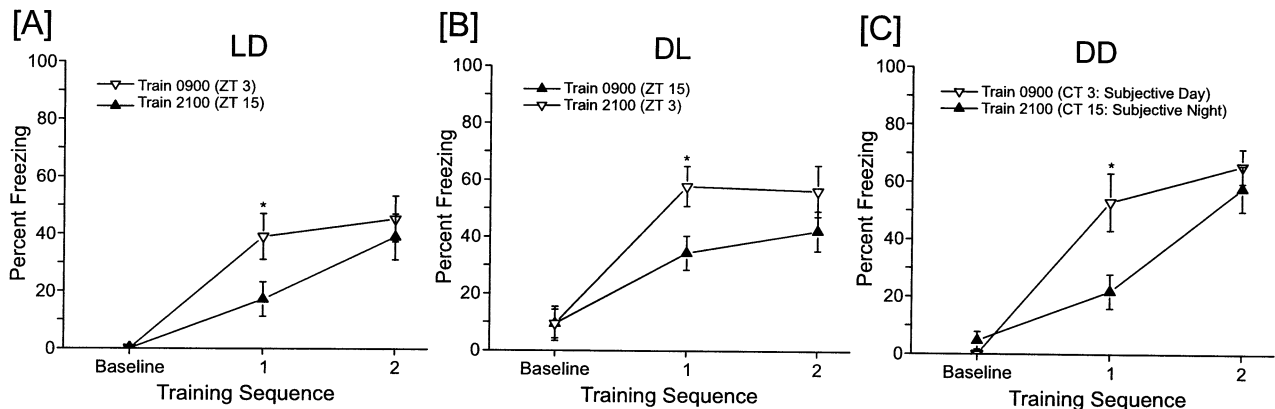 [A]
LD
Train 0900 (ZT 3)
Train 2100 (ZT 15)
Percent Freezing
100
80
60
40
20
0
*
Baseline
1
2
Training Sequence
[B]
DL
Train 0900 (ZT 15)
Train 2100 (ZT 3)
Percent Freezing
100
80
60
40
20
0
*
Baseline
1
2
Training Sequence
[C]
DD
Train 0900 (CT 3: Subjective Day)
Train 2100 (CT 15: Subjective Night)
Percent Freezing
100
80
60
40
20
0
*
Baseline
1
2
Training Sequence